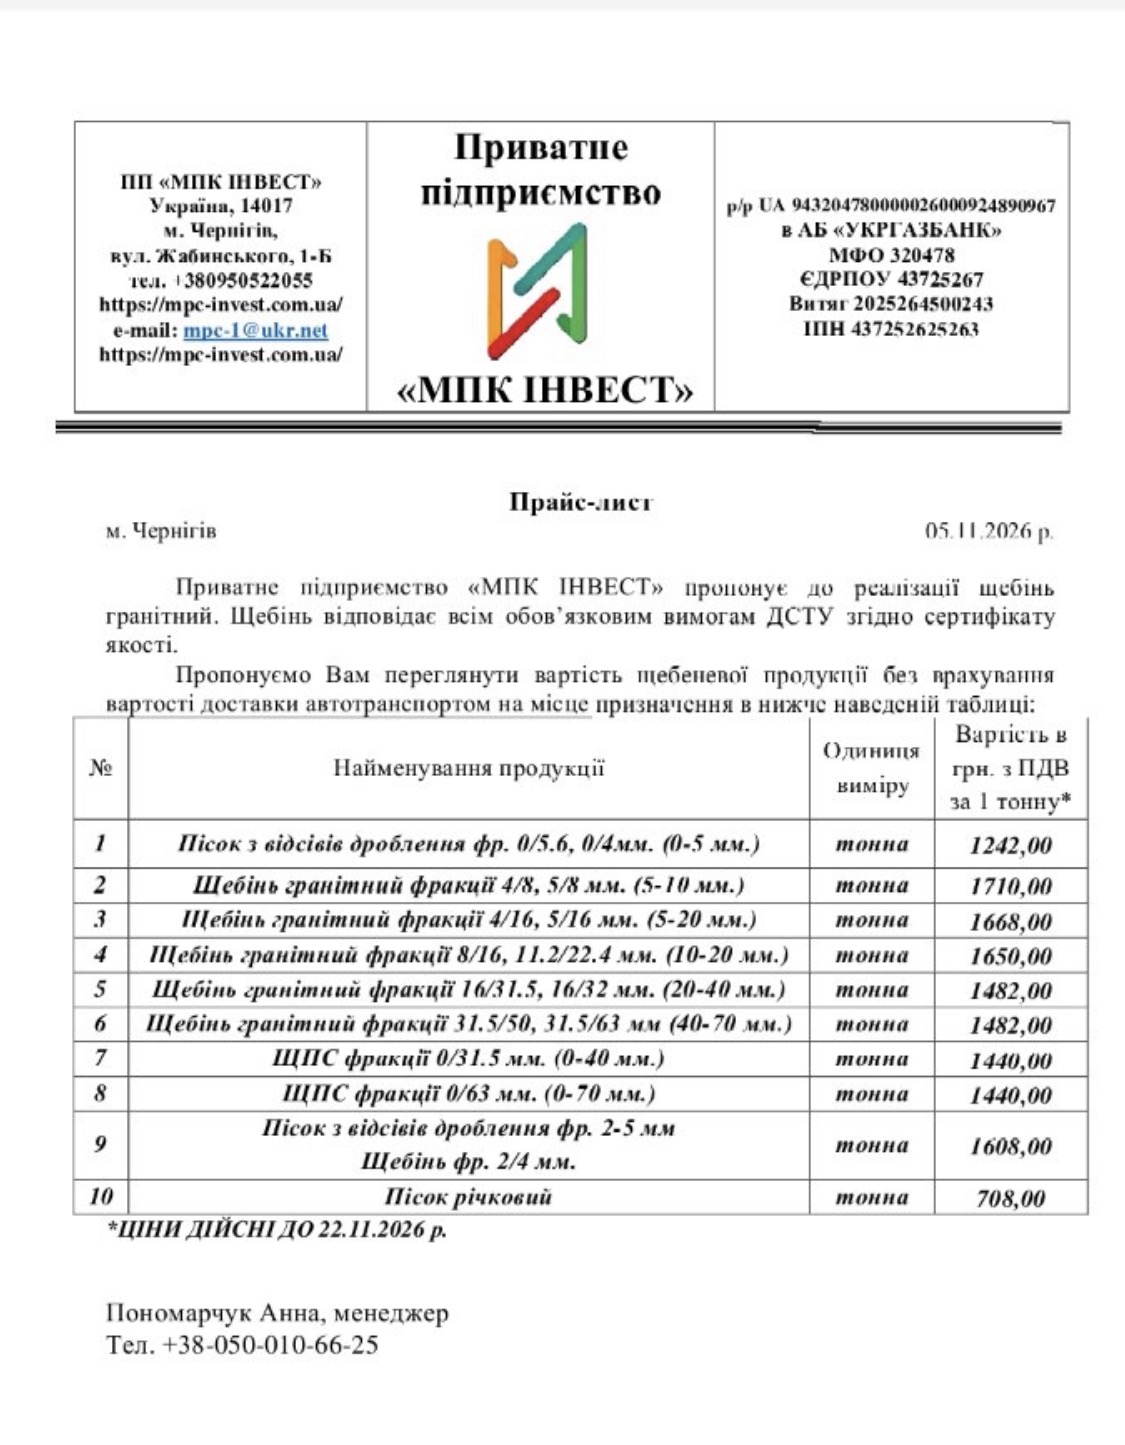 ПП «МПК ІНВЕСТ»
Україна, 14017
м. Чернігів,
вул. Жабинського, 1-Б
тел. +380950522055
https://mpc-invest.com.ua/
e-mail: mpc-1@ukr.net
https://mpc-invest.com.ua/
Приватне
підприємство
«МПК ІНВЕСТ»
р/р UA 943204780000026000924890967
в АБ «УКРГАЗБАНК»
МФО 320478
ЄДРПОУ 43725267
Витяг 2025264500243
ІПН 437252625263
Прайс-лист
м. Чернігів 05.11.2026 р.
Приватне підприємство «МПК ІНВЕСТ» пропонує до реалізації щебінь
гранітний. Щебінь відповідає всім обов’язковим вимогам ДСТУ згідно сертифікату
якості.
Пропонуємо Вам переглянути вартість щебеневої продукції без врахування
вартості доставки автотранспортом на місце призначення в нижче наведеній таблиці:
№ Найменування продукції Одиниця виміру Вартість в грн. з ПДВ за 1 тонну*
1 Пісок з відсівів дроблення фр. 0/5.6, 0/4мм. (0-5 мм.) тонна 1242,00
2 Щебінь гранітний фракції 4/8, 5/8 мм. (5-10 мм.) тонна 1710,00
3 Щебінь гранітний фракції 4/16, 5/16 мм. (5-20 мм.) тонна 1668,00
4 Щебінь гранітний фракції 8/16, 11.2/22.4 мм. (10-20 мм.) тонна 1650,00
5 Щебінь гранітний фракції 16/31.5, 16/32 мм. (20-40 мм.) тонна 1482,00
6 Щебінь гранітний фракції 31.5/50, 31.5/63 мм (40-70 мм.) тонна 1482,00
7 ЩПС фракції 0/31.5 мм. (0-40 мм.) тонна 1440,00
8 ЩПС фракції 0/63 мм. (0-70 мм.) тонна 1440,00
9 Пісок з відсівів дроблення фр. 2-5 мм
Щебінь фр. 2/4 мм. тонна 1608,00
10 Пісок річковий тонна 708,00
*ЦІНИ ДІЙСНІ ДО 22.11.2026 р.
Пономарчук Анна, менеджер
Тел. +38-050-010-66-25